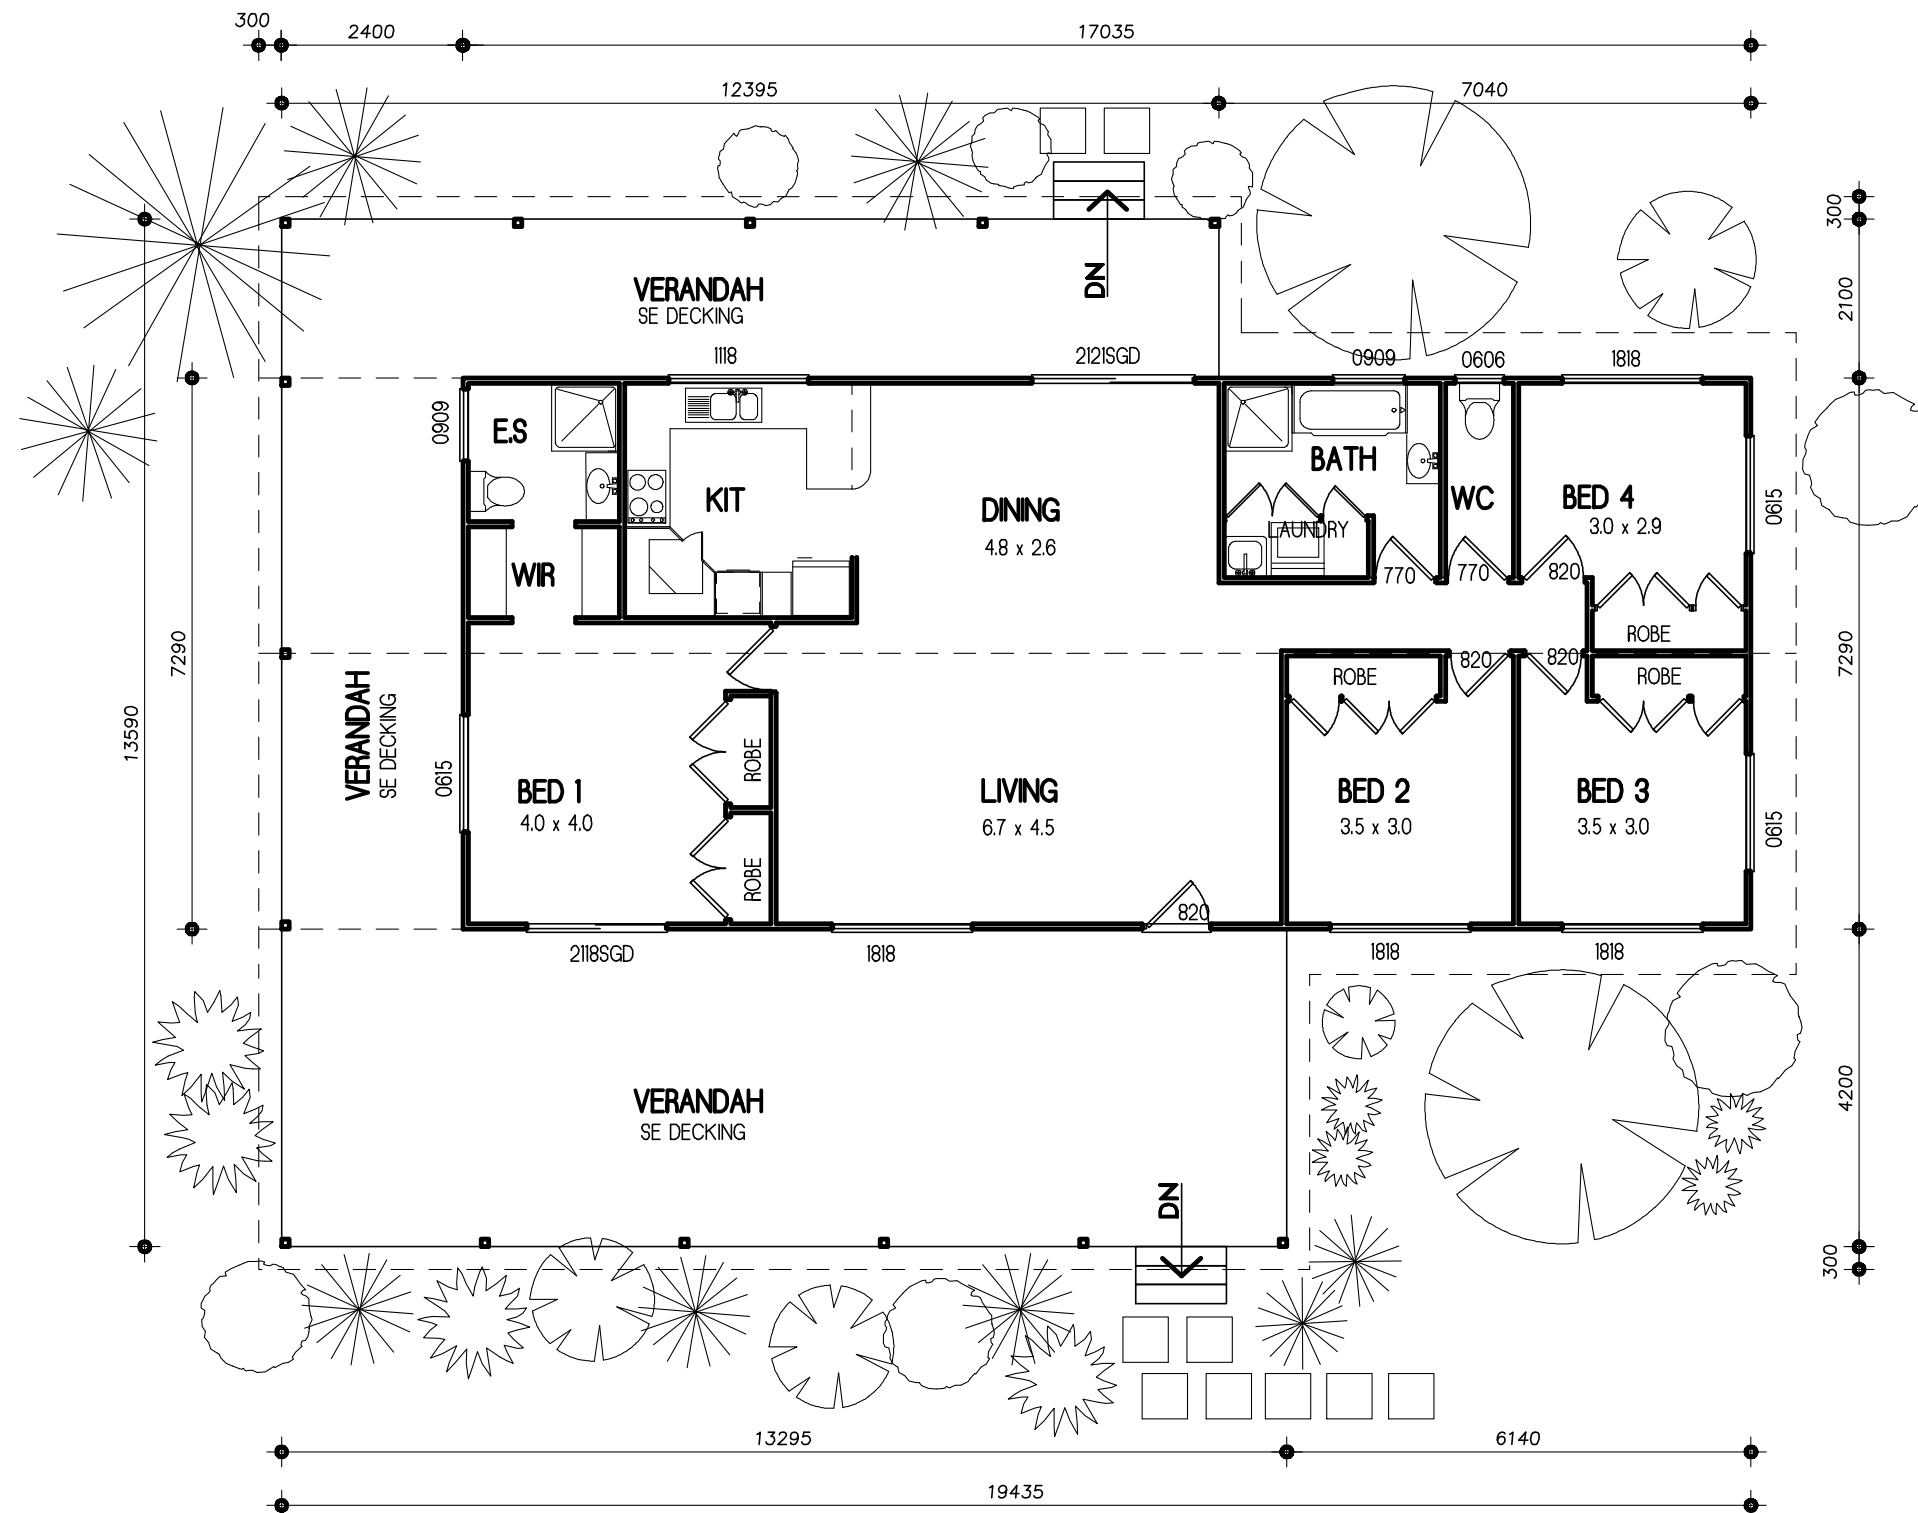 300
2400
17035
12395
7040
300
2100
DN
VERANDAH
SE DECKING
1118
2121SGD
0909
0606
1818
0909
E.S
BATH
KIT
DINING
4.8 x 2.6
WC
BED 4
3.0 x 2.9
0615
LAUNDRY
WIR
770
770
820
ROBE
7290
7290
820
820
ROBE
ROBE
13590
VERANDAH
SE DECKING
0615
ROBE
BED 1
4.0 x 4.0
LIVING
6.7 x 4.5
BED 2
3.5 x 3.0
BED 3
3.5 x 3.0
0615
ROBE
820
2118SGD
1818
1818
1818
VERANDAH
SE DECKING
4200
DN
300
13295
6140
19435